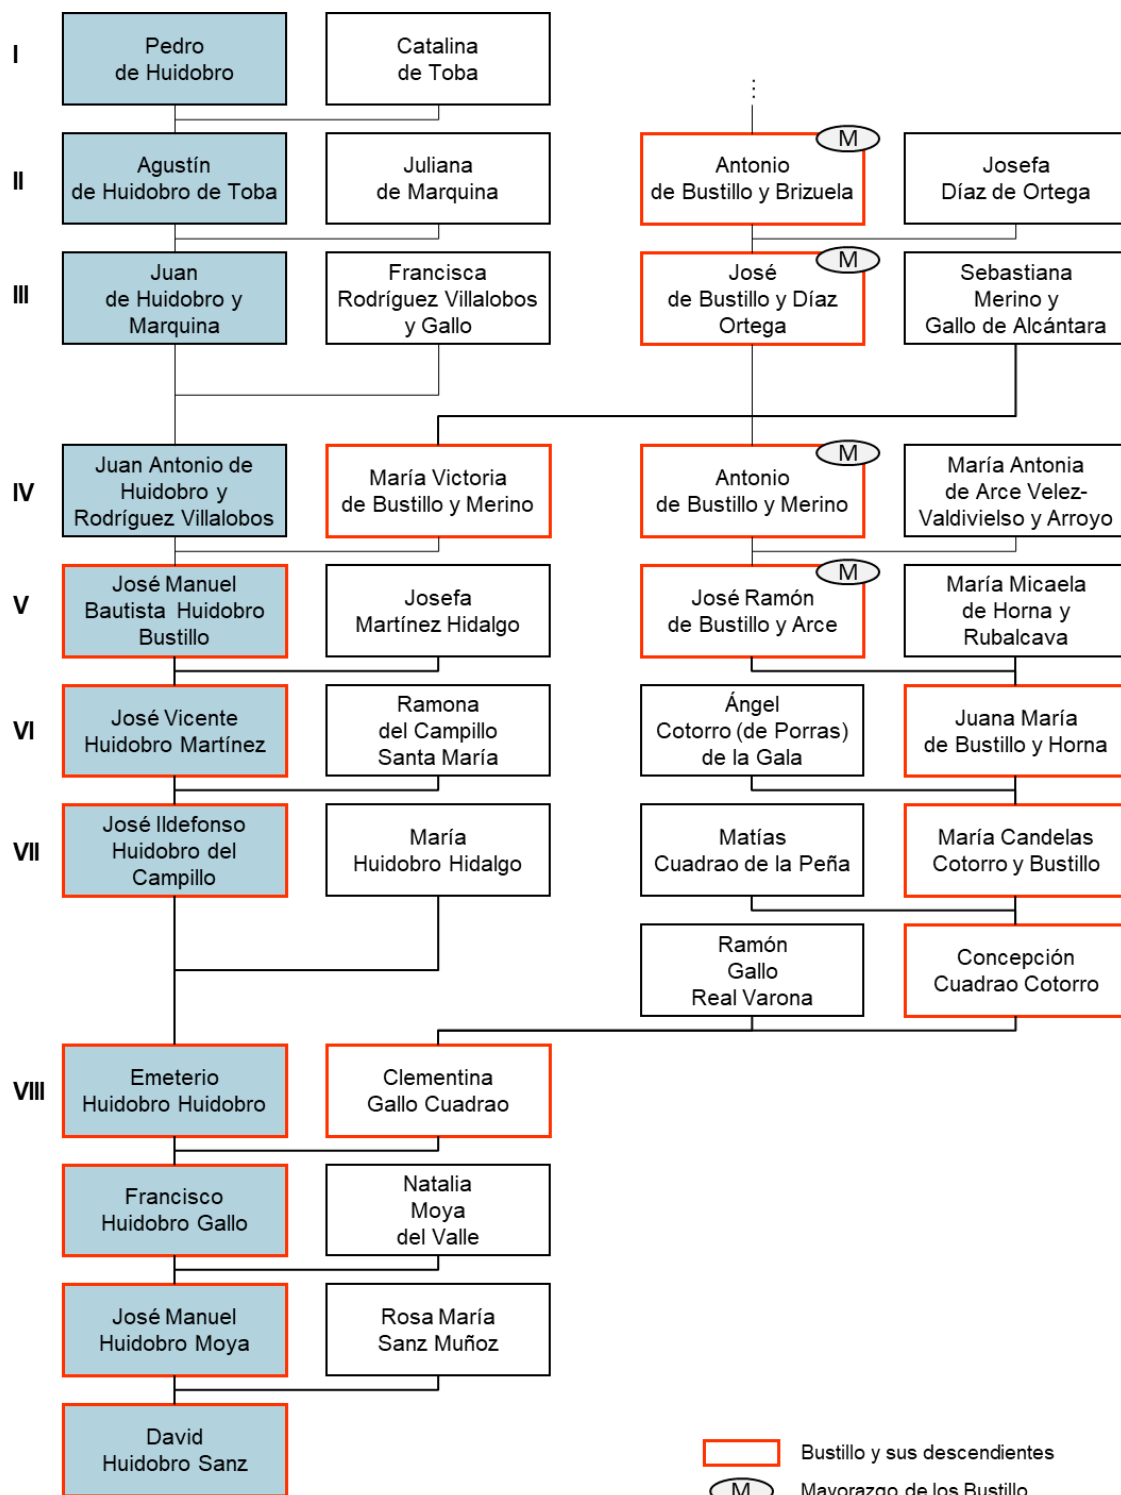 I
Pedro
de Huidobro
Catalina
de Toba
⋮
II
Agustín
de Huidobro de Toba
Juliana
de Marquina
M
Antonio
de Bustillo y Brizuela
Josefa
Díaz de Ortega
III
Juan
de Huidobro y
Marquina
Francisca
Rodríguez Villalobos
y Gallo
M
José
de Bustillo y Díaz
Ortega
Sebastiana
Merino y
Gallo de Alcántara
IV
Juan Antonio de
Huidobro y
Rodríguez Villalobos
María Victoria
de Bustillo y Merino
M
Antonio
de Bustillo y Merino
María Antonia
de Arce Velez-
Valdivielso y Arroyo
V
José Manuel
Bautista Huidobro
Bustillo
Josefa
Martínez Hidalgo
M
José Ramón
de Bustillo y Arce
María Micaela
de Horna y
Rubalcava
VI
José Vicente
Huidobro Martínez
Ramona
del Campillo
Santa María
Ángel
Cotorro (de Porras)
de la Gala
Juana María
de Bustillo y Horna
VII
José Ildefonso
Huidobro del
Campillo
María
Huidobro Hidalgo
Matías
Cuadrao de la Peña
María Candelas
Cotorro y Bustillo
Ramón
Gallo
Real Varona
Concepción
Cuadrao Cotorro
VIII
Emeterio
Huidobro Huidobro
Clementina
Gallo Cuadrao
Francisco
Huidobro Gallo
Natalia
Moya
del Valle
José Manuel
Huidobro Moya
Rosa María
Sanz Muñoz
David
Huidobro Sanz
Bustillo y sus descendientes
M
Mayorazgo de los Bustillo